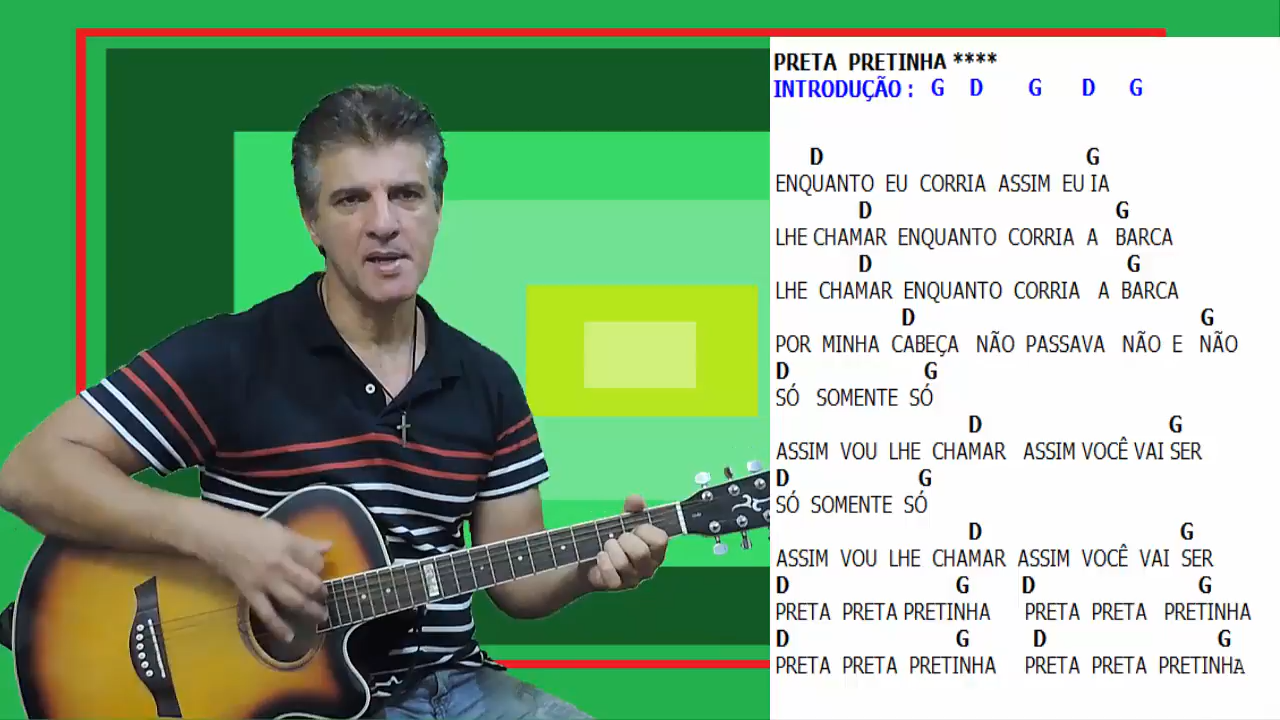 PRETA PRETINHA ****
INTRODUÇÃO: G D G D G
D G
ENQUANTO EU CORRIA ASSIM EU IA
D G
LHE CHAMAR ENQUANTO CORRIA A BARCA
D G
LHE CHAMAR ENQUANTO CORRIA A BARCA
D G
POR MINHA CABEÇA NÃO PASSAVA NÃO E NÃO
D G
SÓ SOMENTE SÓ
D G
ASSIM VOU LHE CHAMAR ASSIM VOCÊ VAI SER
D G
SÓ SOMENTE SÓ
D G
ASSIM VOU LHE CHAMAR ASSIM VOCÊ VAI SER
D G D G
PRETA PRETA PRETINHA PRETA PRETA PRETINHA
D G D G
PRETA PRETA PRETINHA PRETA PRETA PRETINHA